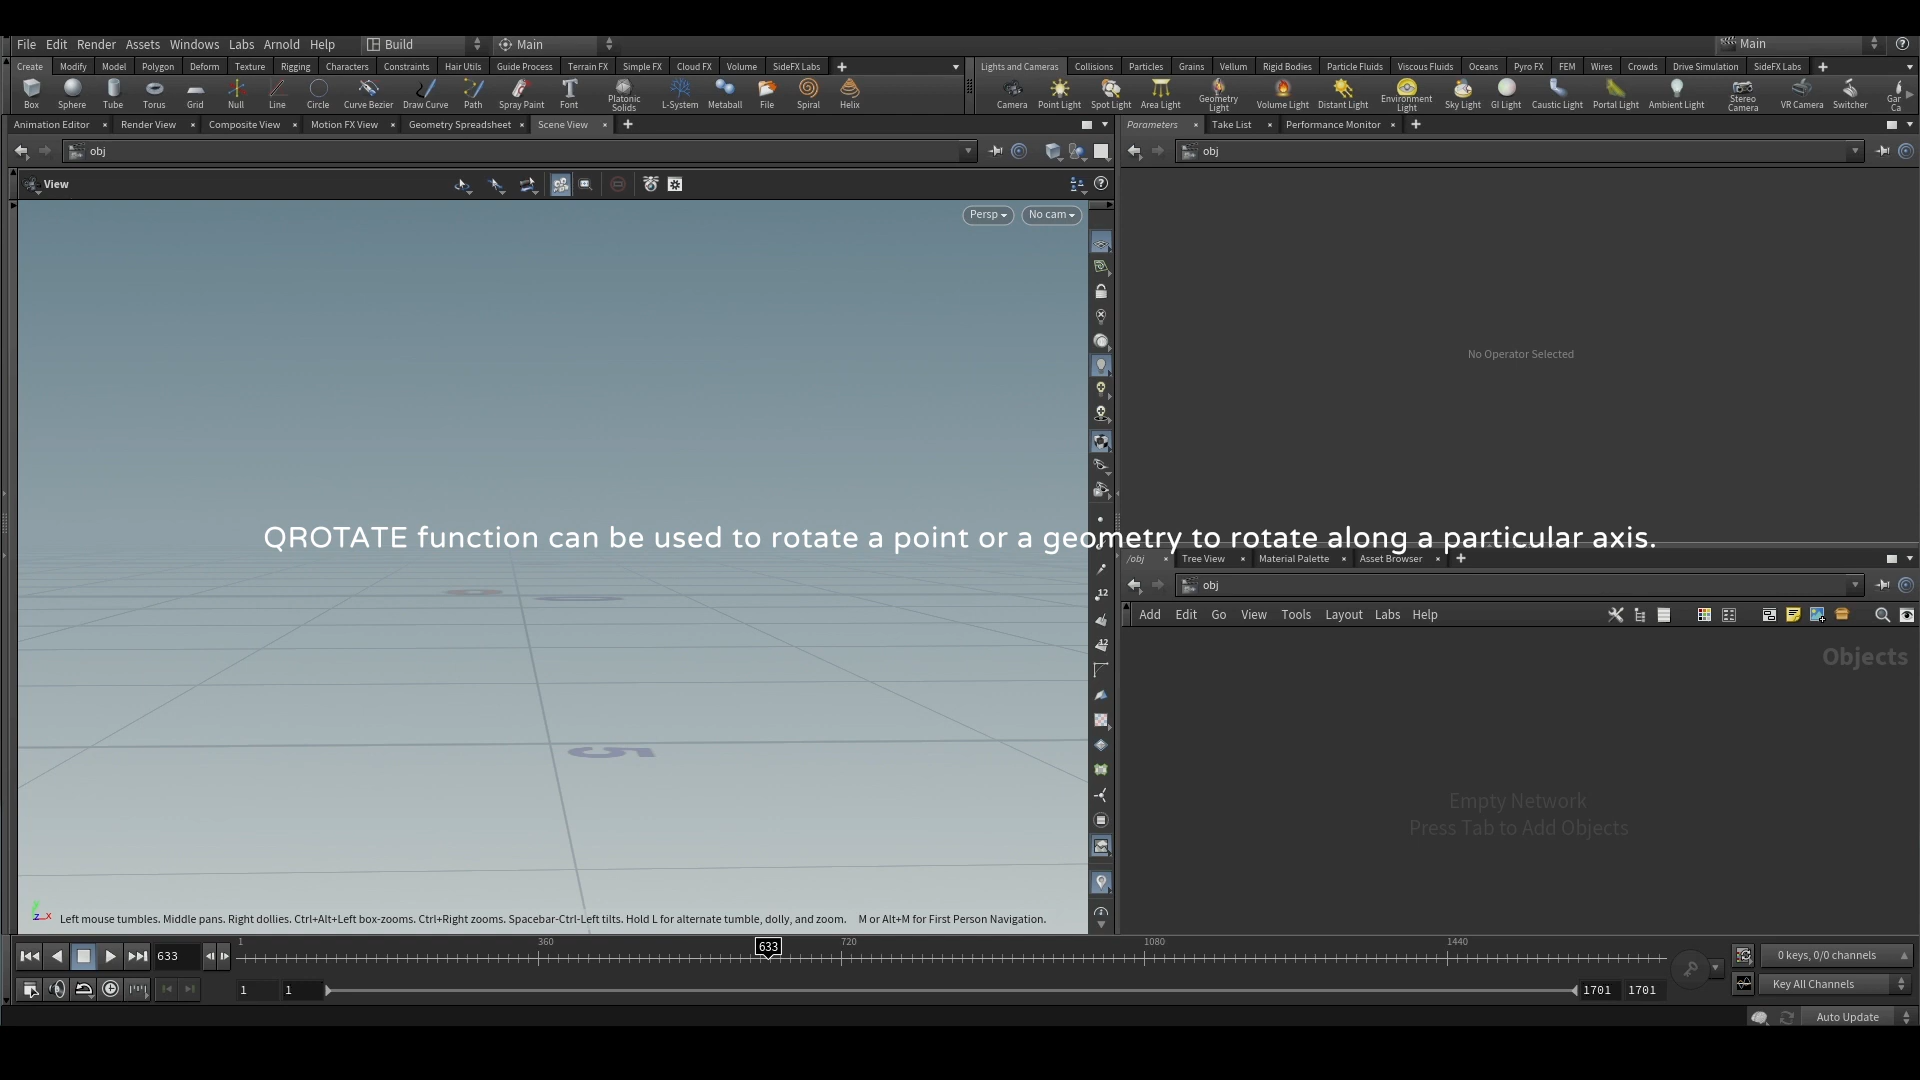 File Edit Render Assets Windows Labs Arnold Help Build Main Main
Create Modify Model Polygon Deform Texture Rigging Characters Constraints Hair Utils Guide Process Terrain FX Simple FX Cloud FX Volume SideFX Labs
Lights and Cameras Collisions Particles Grains Vellum Rigid Bodies Particle Fluids Viscous Fluids Oceans Pyro FX FEM Wires Crowds Drive Simulation SideFX Labs
Box Sphere Tube Torus Grid Null Line Circle Curve Bezier Draw Curve Path Spray Paint Font Platonic Solids L-System Metaball File Spiral Helix
Camera Point Light Spot Light Area Light Geometry Light Volume Light Distant Light Environment Light Sky Light GI Light Caustic Light Portal Light Ambient Light Stereo Camera VR Camera Switcher Gar Ca
Animation Editor Render View Composite View Motion FX View Geometry Spreadsheet Scene View
Parameters Take List Performance Monitor
obj
obj
View
Persp No cam
No Operator Selected
QROTATE function can be used to rotate a point or a geometry to rotate along a particular axis.
/obj Tree View Material Palette Asset Browser
obj
Add Edit Go View Tools Layout Labs Help
Objects
12
12
0 0
5
Empty Network
Press Tab to Add Objects
y z x
Left mouse tumbles. Middle pans. Right dollies. Ctrl+Alt+Left box-zooms. Ctrl+Right zooms. Spacebar-Ctrl-Left tilts. Hold L for alternate tumble, dolly, and zoom. M or Alt+M for First Person Navigation.
633 1 360 633 720 1080 1440
0 keys, 0/0 channels
1 1 1701 1701
Key All Channels
Auto Update